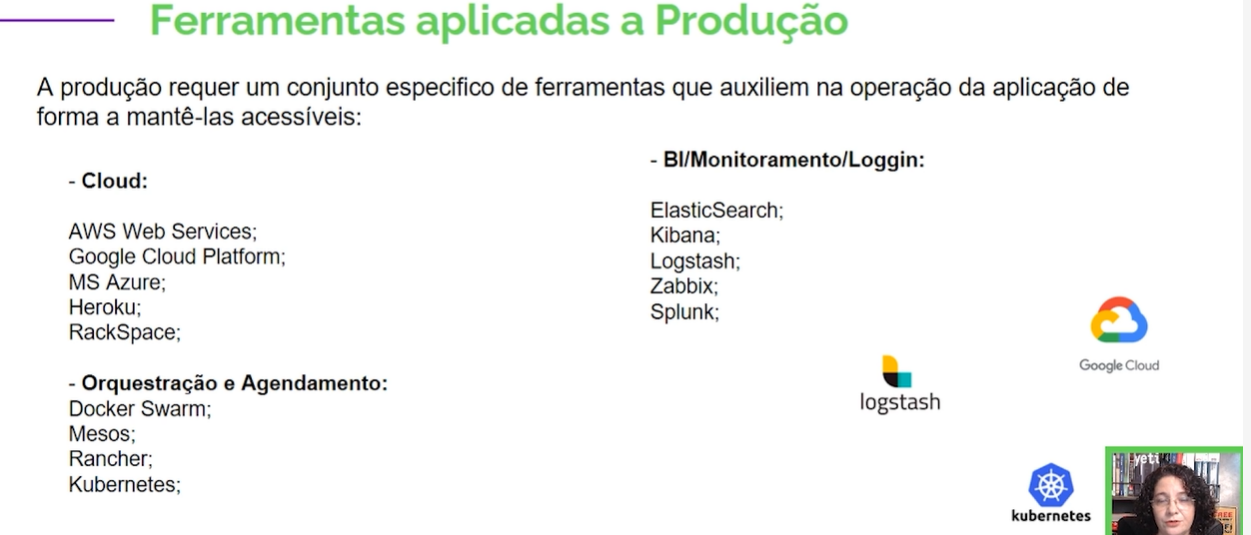 Ferramentas aplicadas a Produção
A produção requer um conjunto especifico de ferramentas que auxiliem na operação da aplicação de
forma a mantê-las acessíveis:
- Cloud:
AWS Web Services;
Google Cloud Platform;
MS Azure;
Heroku;
RackSpace;
- Orquestração e Agendamento:
Docker Swarm;
Mesos;
Rancher;
Kubernetes;
- BI/Monitoramento/Loggin:
ElasticSearch;
Kibana;
Logstash;
Zabbix;
Splunk;
Google Cloud
logstash
kubernetes
yeti